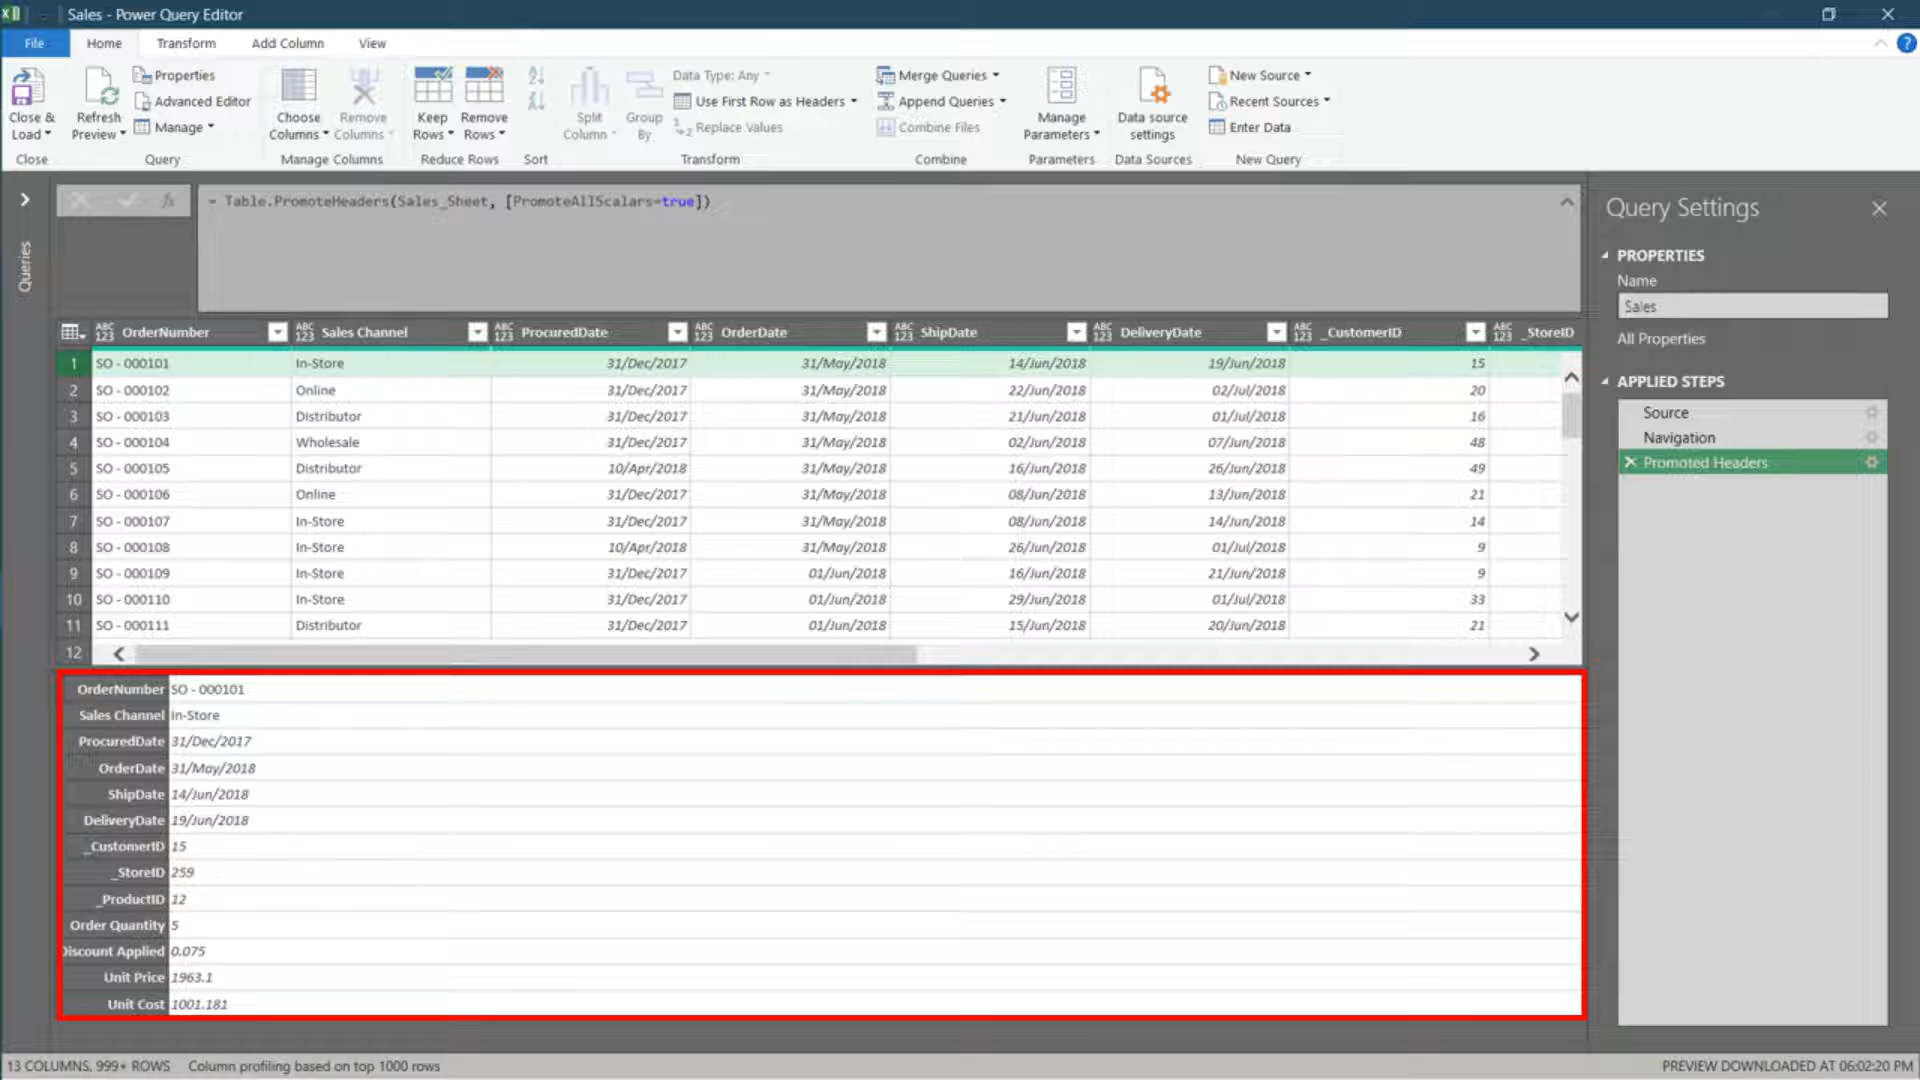 Sales - Power Query Editor
File Home Transform Add Column View
Close & Load
Refresh Preview
Properties
Advanced Editor
Manage
Choose Columns
Remove Columns
Keep Rows
Remove Rows
Split Column
Group By
Data Type: Any
Use First Row as Headers
Replace Values
Merge Queries
Append Queries
Combine Files
Manage Parameters
Data source settings
New Source
Recent Sources
Enter Data
Close Query Manage Columns Reduce Rows Sort Transform Combine Parameters Data Sources New Query
Queries
fx = Table.PromoteHeaders(Sales_Sheet, [PromoteAllScalars=true])
ABC 123 OrderNumber ABC 123 Sales Channel ABC 123 ProcuredDate ABC 123 OrderDate ABC 123 ShipDate ABC 123 DeliveryDate ABC 123 _CustomerID ABC 123 _StoreID
1 SO - 000101 In-Store 31/Dec/2017 31/May/2018 14/Jun/2018 19/Jun/2018 15
2 SO - 000102 Online 31/Dec/2017 31/May/2018 22/Jun/2018 02/Jul/2018 20
3 SO - 000103 Distributor 31/Dec/2017 31/May/2018 21/Jun/2018 01/Jul/2018 16
4 SO - 000104 Wholesale 31/Dec/2017 31/May/2018 02/Jun/2018 07/Jun/2018 48
5 SO - 000105 Distributor 10/Apr/2018 31/May/2018 16/Jun/2018 26/Jun/2018 49
6 SO - 000106 Online 31/Dec/2017 31/May/2018 08/Jun/2018 13/Jun/2018 21
7 SO - 000107 In-Store 31/Dec/2017 31/May/2018 08/Jun/2018 14/Jun/2018 14
8 SO - 000108 In-Store 10/Apr/2018 31/May/2018 26/Jun/2018 01/Jul/2018 9
9 SO - 000109 In-Store 31/Dec/2017 01/Jun/2018 16/Jun/2018 21/Jun/2018 9
10 SO - 000110 In-Store 31/Dec/2017 01/Jun/2018 29/Jun/2018 01/Jul/2018 33
11 SO - 000111 Distributor 31/Dec/2017 01/Jun/2018 15/Jun/2018 20/Jun/2018 21
12
OrderNumber SO - 000101
Sales Channel In-Store
ProcuredDate 31/Dec/2017
OrderDate 31/May/2018
ShipDate 14/Jun/2018
DeliveryDate 19/Jun/2018
_CustomerID 15
_StoreID 259
_ProductID 12
Order Quantity 5
Discount Applied 0.075
Unit Price 1963.1
Unit Cost 1001.181
Query Settings
PROPERTIES
Name
Sales
All Properties
APPLIED STEPS
Source
Navigation
Promoted Headers
13 COLUMNS, 999+ ROWS Column profiling based on top 1000 rows PREVIEW DOWNLOADED AT 06:02:20 PM